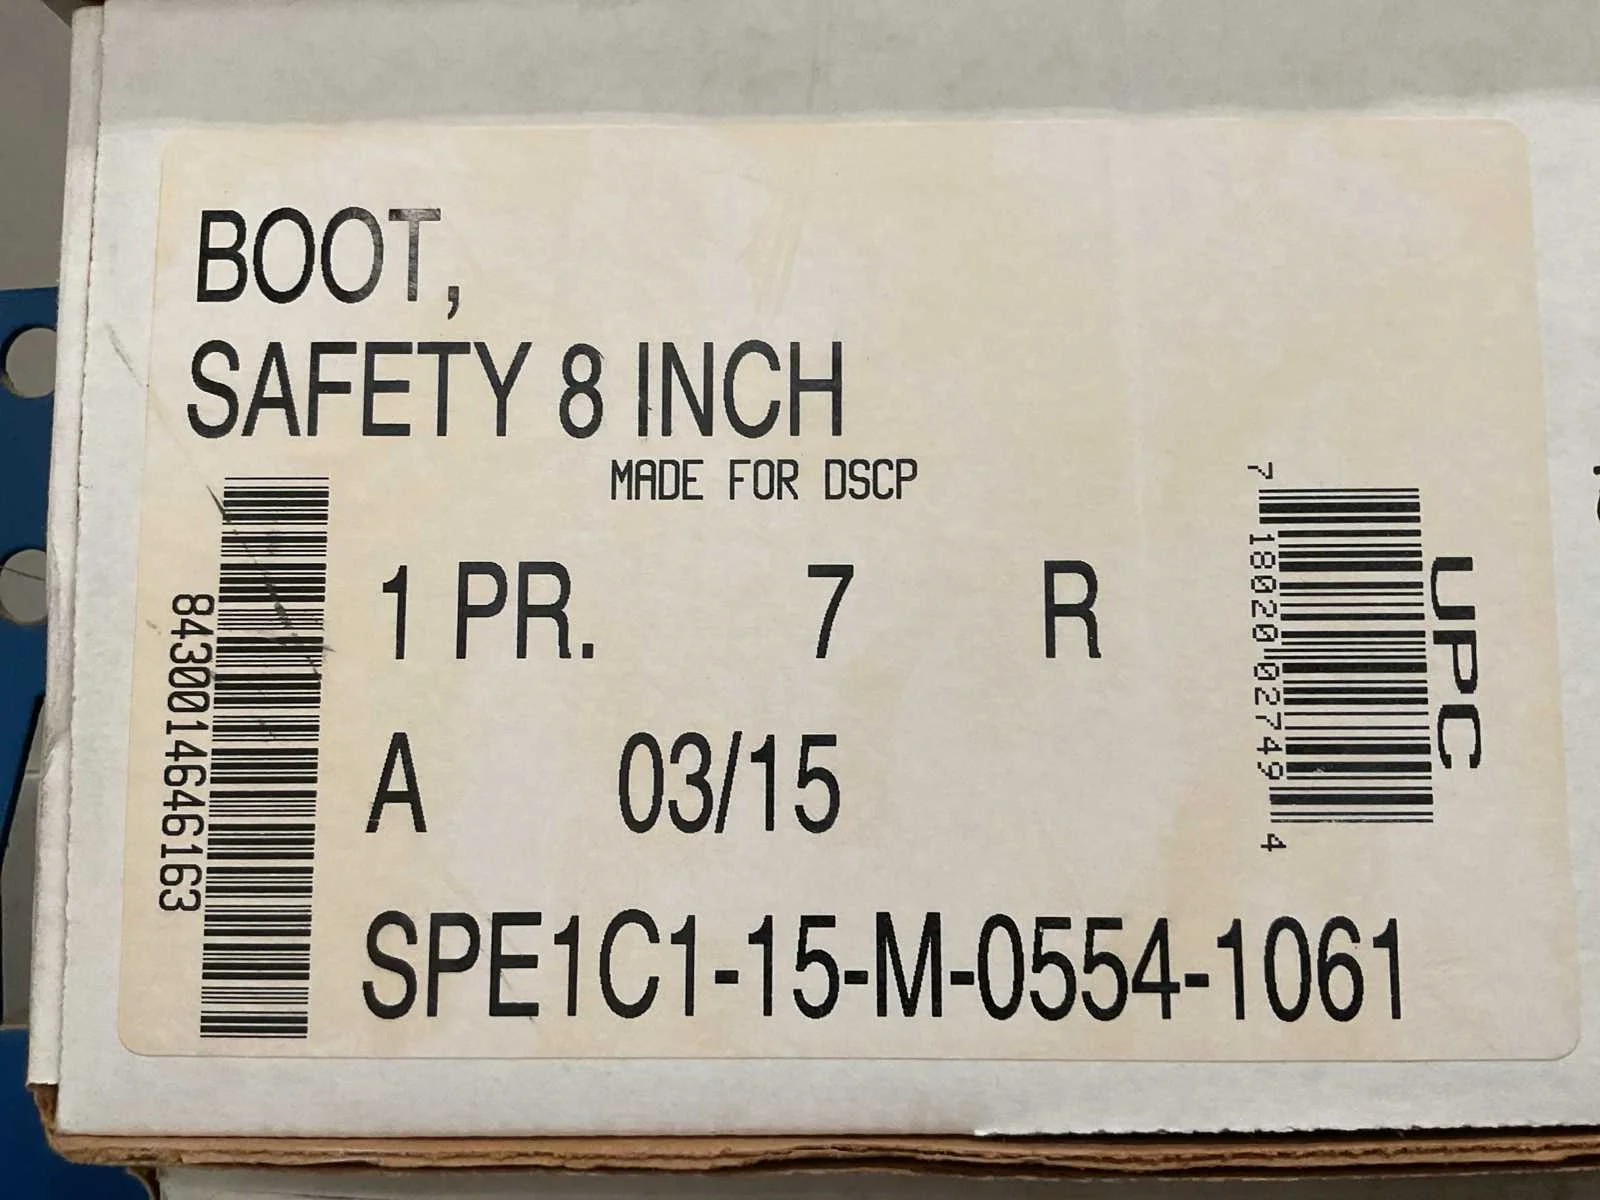 BOOT,
SAFETY 8 INCH
MADE FOR DSCP
1 PR. 7 R
A 03/15
SPE1C1-15-M-0554-1061
8430014646163
7 18020 02749 4
UPC